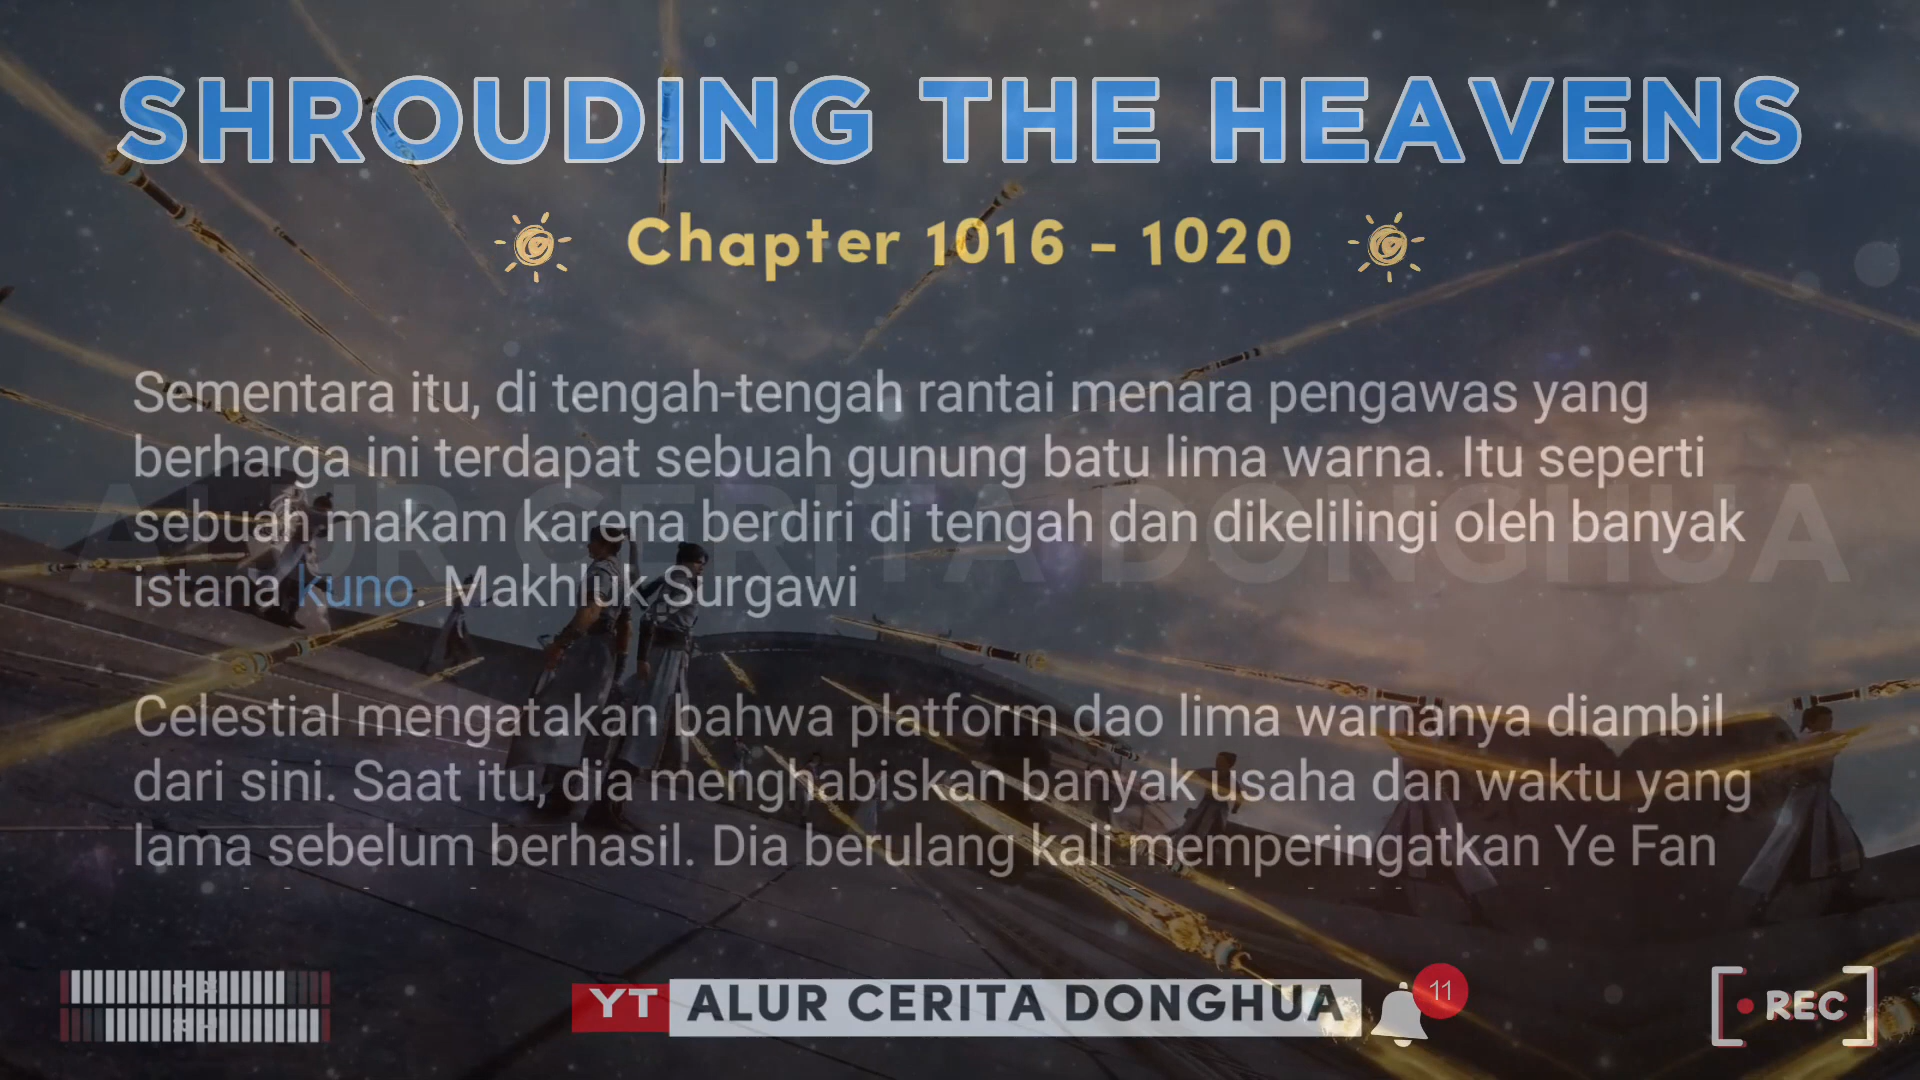 SHROUDING THE HEAVENS
Chapter 1016 - 1020
Sementara itu, di tengah-tengah rantai menara pengawas yang
berharga ini terdapat sebuah gunung batu lima warna. Itu seperti
sebuah makam karena berdiri di tengah dan dikelilingi oleh banyak
istana kuno. Makhluk Surgawi
ALUR CERITA DONGHUA
Celestial mengatakan bahwa platform dao lima warnanya diambil
dari sini. Saat itu, dia menghabiskan banyak usaha dan waktu yang
lama sebelum berhasil. Dia berulang kali memperingatkan Ye Fan
YT ALUR CERITA DONGHUA 11
REC